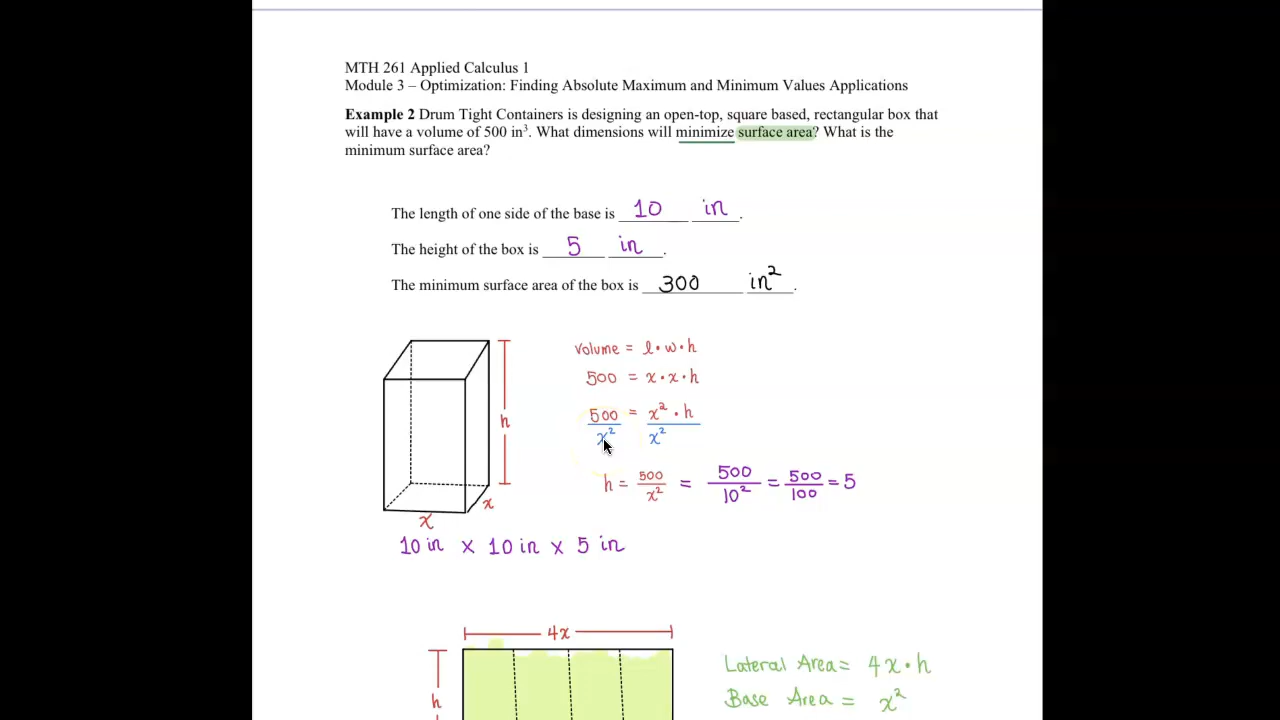 MTH 261 Applied Calculus 1
Module 3 – Optimization: Finding Absolute Maximum and Minimum Values Applications
Example 2 Drum Tight Containers is designing an open-top, square based, rectangular box that
will have a volume of 500 in³. What dimensions will minimize surface area? What is the
minimum surface area?
The length of one side of the base is 10 in.
The height of the box is 5 in.
The minimum surface area of the box is 300 in².
Volume = l • w • h
500 = x • x • h
500 = x² • h
x² x²
h
h = 500/x² = 500/10² = 500/100 = 5
x
x
10 in × 10 in × 5 in
4x
Lateral Area = 4x • h
h
Base Area = x²